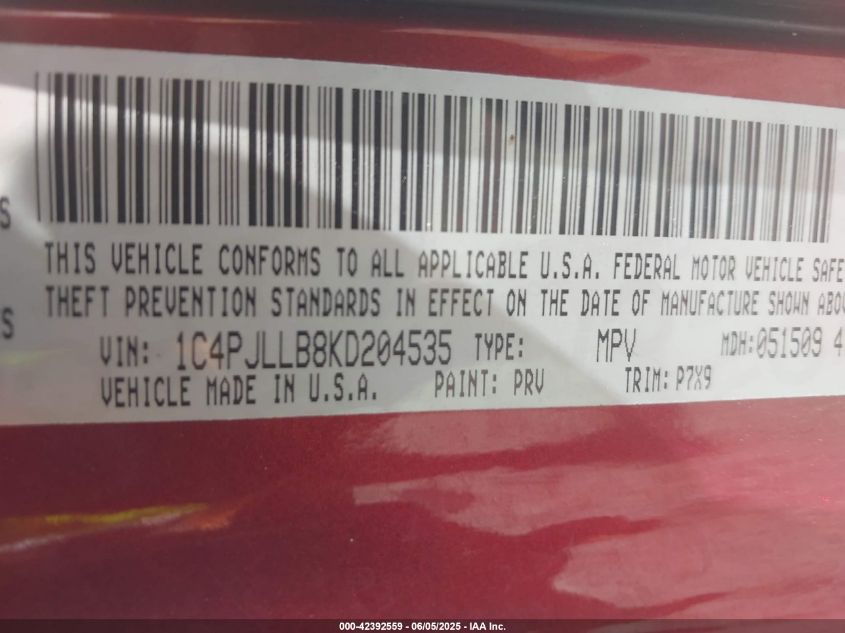 THIS VEHICLE CONFORMS TO ALL APPLICABLE U.S.A. FEDERAL MOTOR VEHICLE SAFE
THEFT PREVENTION STANDARDS IN EFFECT ON THE DATE OF MANUFACTURE SHOWN ABOV
VIN: 1C4PJLLB8KD204535 TYPE: MPV MDH:051509 4
VEHICLE MADE IN U.S.A. PAINT: PRV TRIM: P7X9
S
S
000-42392559 - 06/05/2025 - IAA Inc.